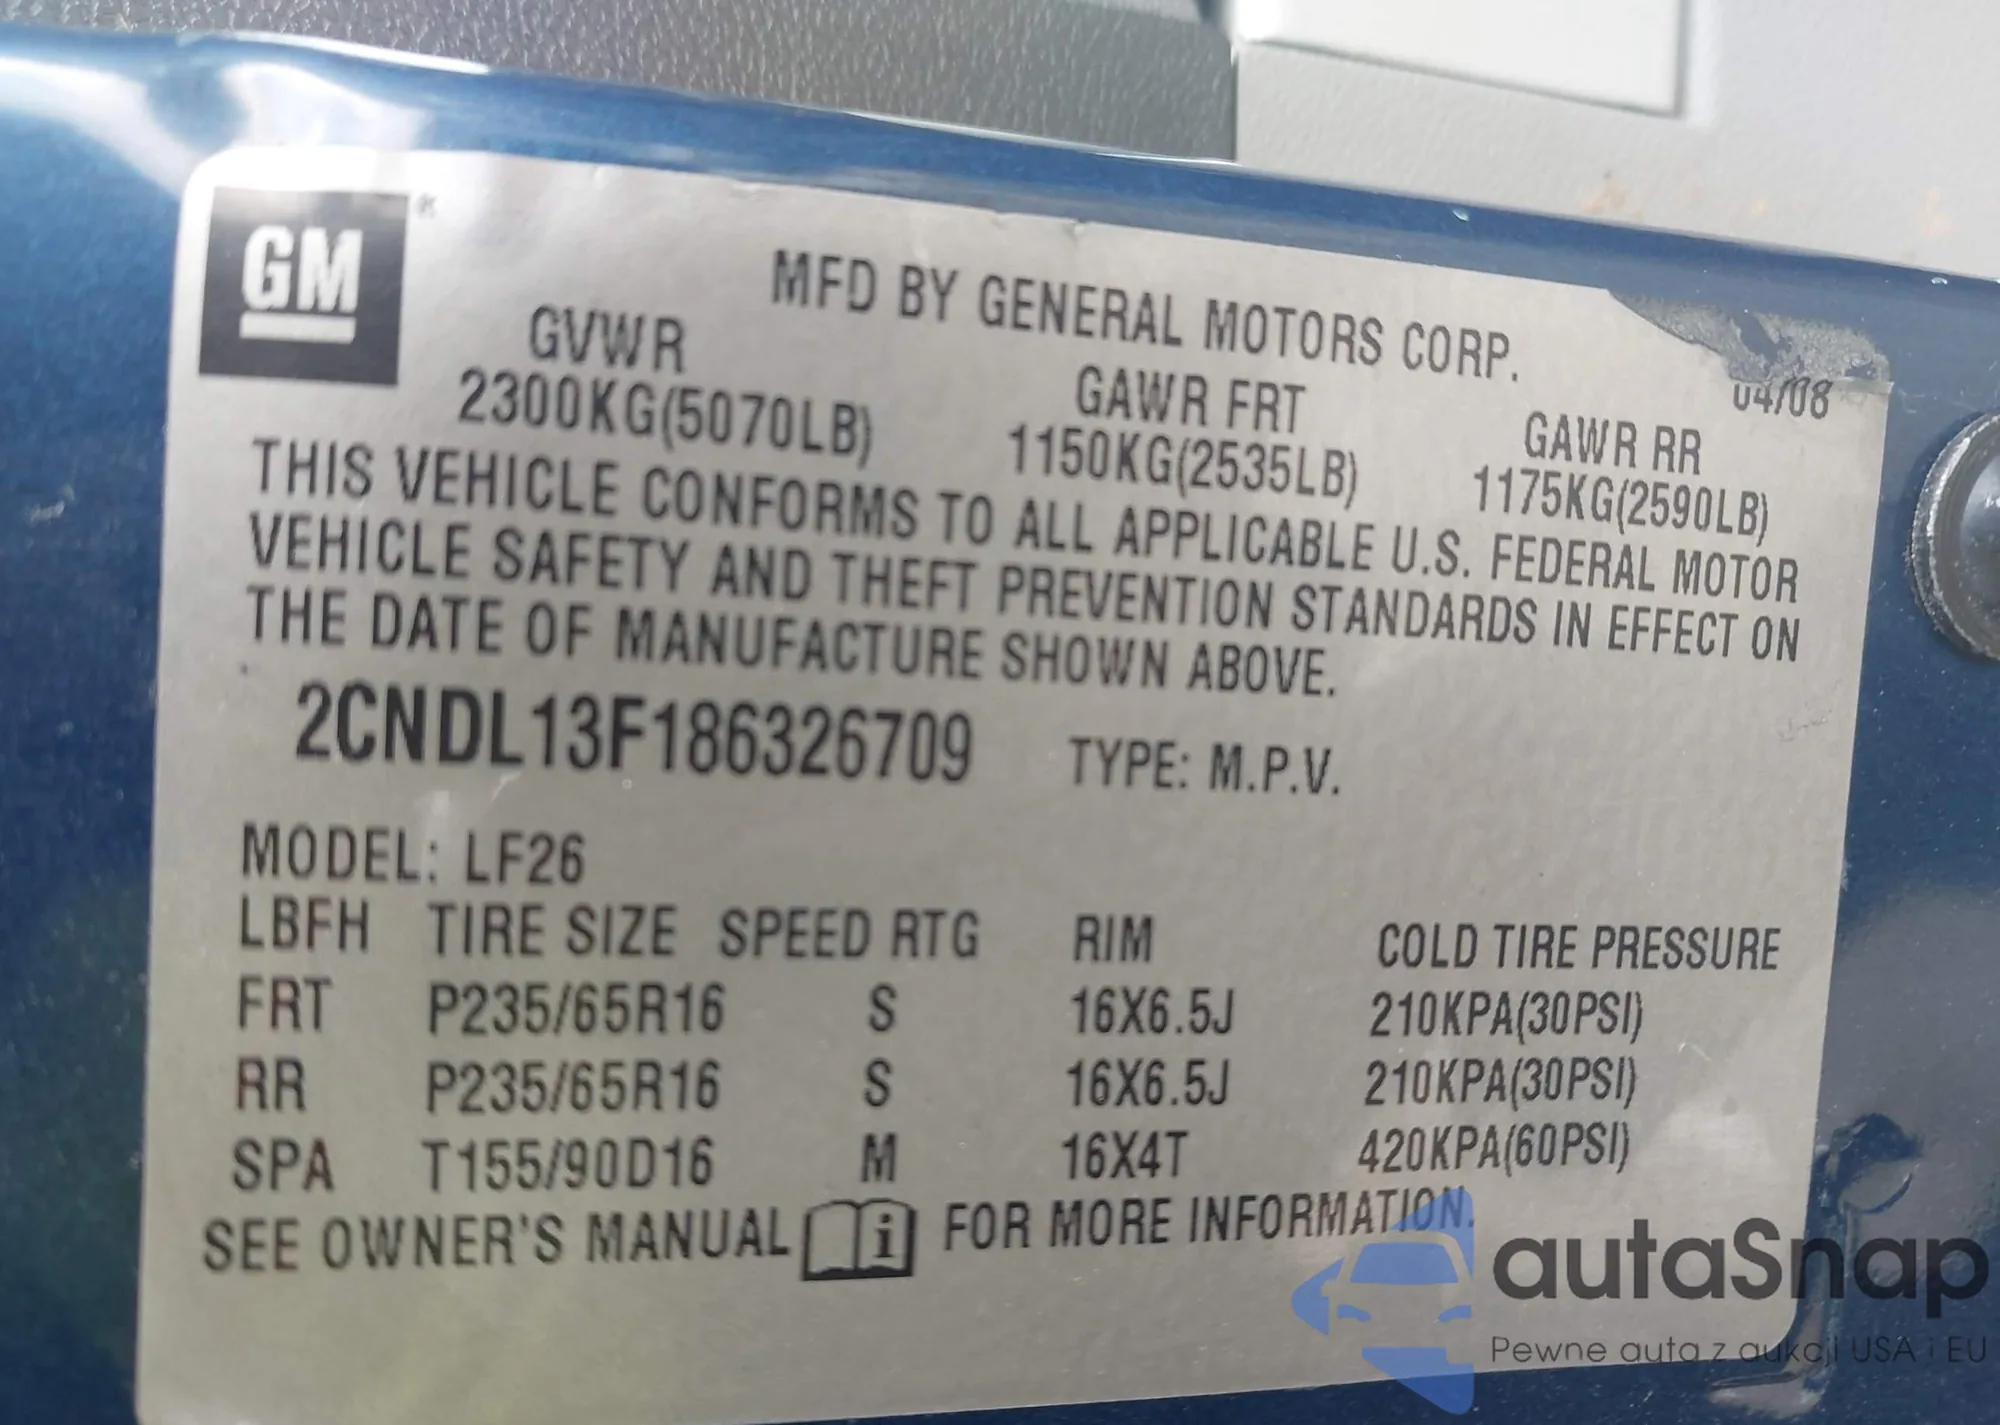 GM ®
MFD BY GENERAL MOTORS CORP.
04/08
GVWR GAWR FRT GAWR RR
2300KG(5070LB) 1150KG(2535LB) 1175KG(2590LB)
THIS VEHICLE CONFORMS TO ALL APPLICABLE U.S. FEDERAL MOTOR
VEHICLE SAFETY AND THEFT PREVENTION STANDARDS IN EFFECT ON
THE DATE OF MANUFACTURE SHOWN ABOVE.
2CNDL13F186326709 TYPE: M.P.V.
MODEL: LF26
LBFH TIRE SIZE SPEED RTG RIM COLD TIRE PRESSURE
FRT P235/65R16 S 16X6.5J 210KPA(30PSI)
RR P235/65R16 S 16X6.5J 210KPA(30PSI)
SPA T155/90D16 M 16X4T 420KPA(60PSI)
SEE OWNER'S MANUAL i FOR MORE INFORMATION.
autaSnap
Pewne auta z aukcji USA i EU